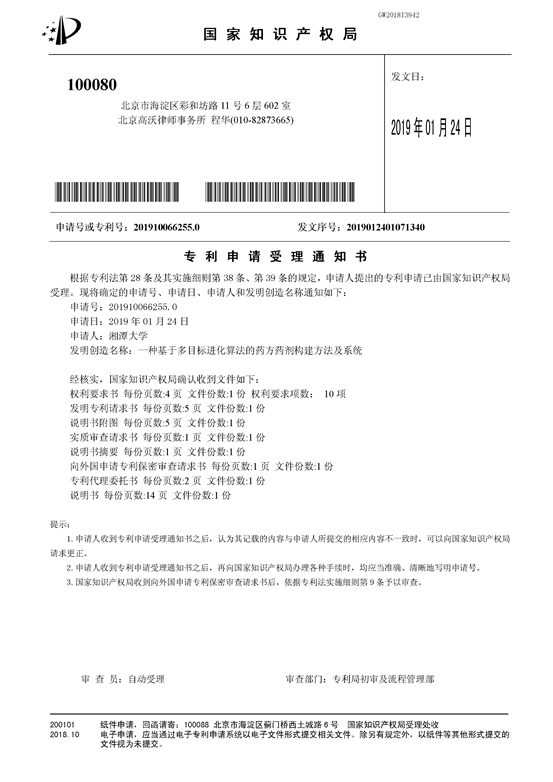 GW2018I3942
国家知识产权局
100080
北京市海淀区彩和坊路 11 号 6 层 602 室
北京高沃律师事务所 程华(010-82873665)
发文日：
2019 年 01 月 24 日
申请号或专利号：201910066255.0
发文序号：2019012401071340
专利申请受理通知书
根据专利法第 28 条及其实施细则第 38 条、第 39 条的规定，申请人提出的专利申请已由国家知识产权局
受理。现将确定的申请号、申请日、申请人和发明创造名称通知如下：
申请号：201910066255.0
申请日：2019 年 01 月 24 日
申请人：湘潭大学
发明创造名称：一种基于多目标进化算法的药方药剂构建方法及系统
经核实，国家知识产权局确认收到文件如下：
权利要求书 每份页数:4 页 文件份数:1 份 权利要求项数： 10 项
发明专利请求书 每份页数:5 页 文件份数:1 份
说明书附图 每份页数:5 页 文件份数:1 份
实质审查请求书 每份页数:1 页 文件份数:1 份
说明书摘要 每份页数:1 页 文件份数:1 份
向外国申请专利保密审查请求书 每份页数:1 页 文件份数:1 份
专利代理委托书 每份页数:2 页 文件份数:1 份
说明书 每份页数:14 页 文件份数:1 份
提示：
1.申请人收到专利申请受理通知书之后，认为其记载的内容与申请人所提交的相应内容不一致时，可以向国家知识产权局
请求更正。
2.申请人收到专利申请受理通知书之后，再向国家知识产权局办理各种手续时，均应当准确、清晰地写明申请号。
3.国家知识产权局收到向外国申请专利保密审查请求书后，依据专利法实施细则第 9 条予以审查。
审 查 员：自动受理
审查部门：专利局初审及流程管理部
200101 纸件申请，回函请寄：100088 北京市海淀区蓟门桥西土城路 6 号 国家知识产权局受理处收
2018.10 电子申请，应当通过电子专利申请系统以电子文件形式提交相关文件。除另有规定外，以纸件等其他形式提交的
文件视为未提交。